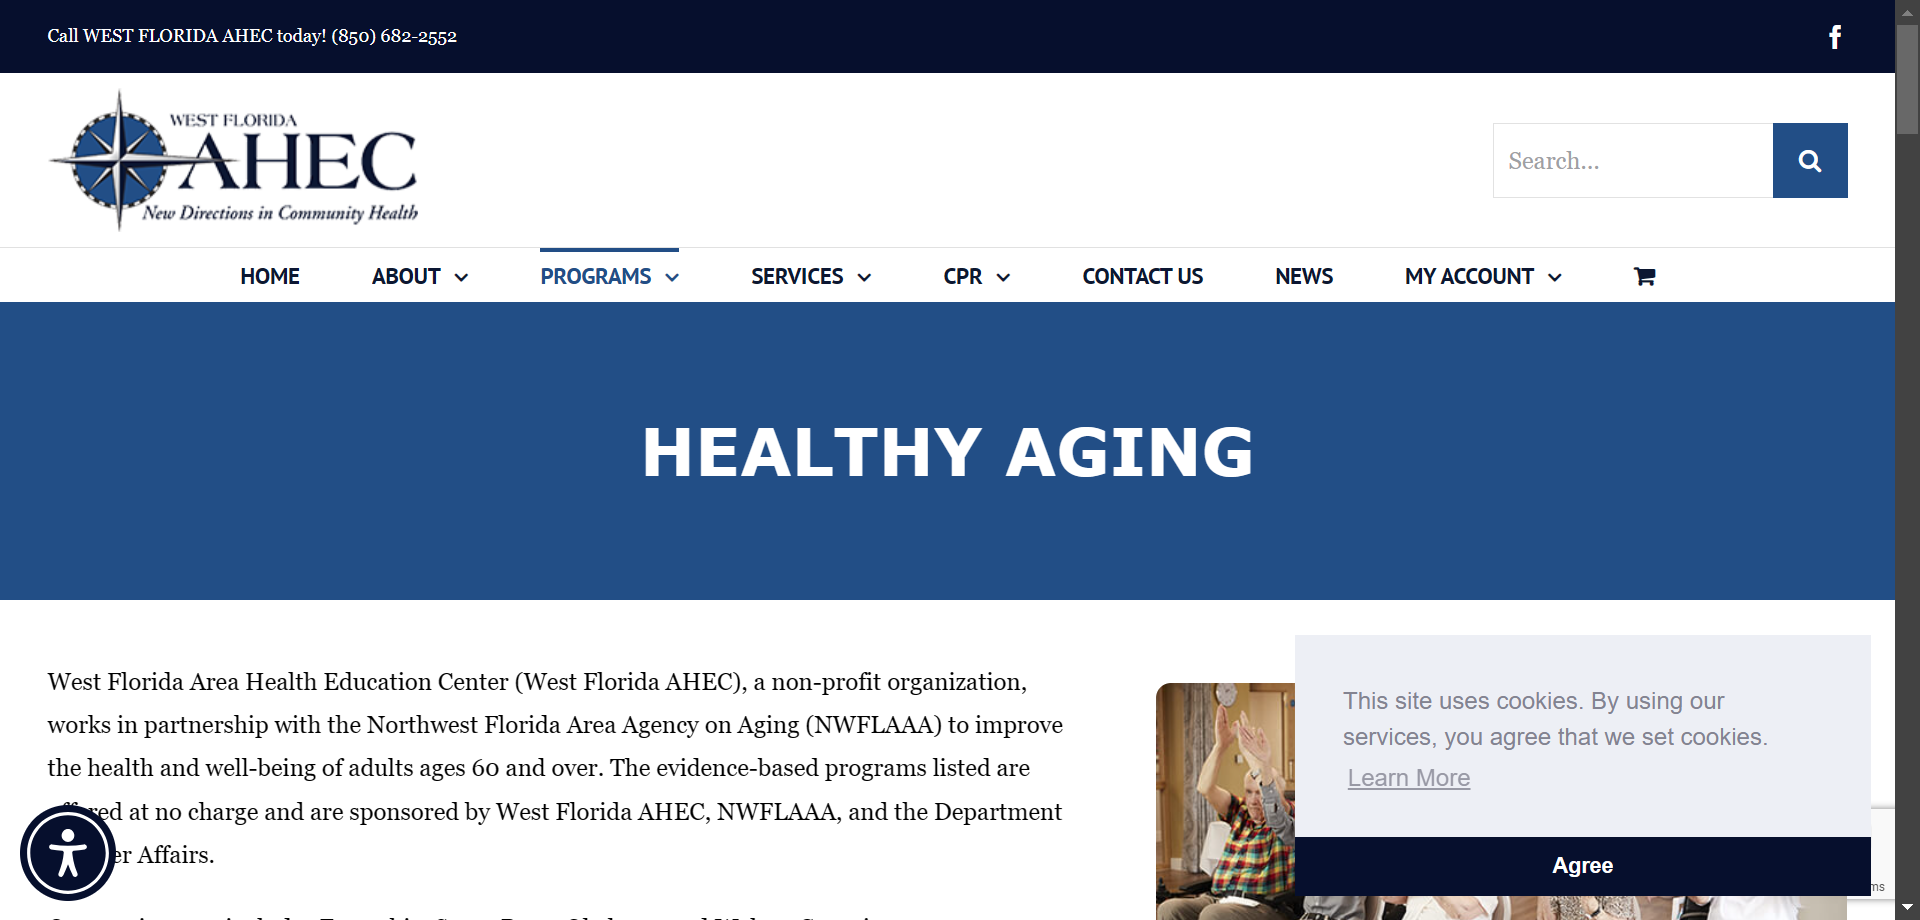 Call WEST FLORIDA AHEC today! (850) 682-2552
WEST FLORIDA
AHEC
New Directions in Community Health
Search...
HOME
ABOUT
PROGRAMS
SERVICES
CPR
CONTACT US
NEWS
MY ACCOUNT
HEALTHY AGING
West Florida Area Health Education Center (West Florida AHEC), a non-profit organization,
works in partnership with the Northwest Florida Area Agency on Aging (NWFLAAA) to improve
the health and well-being of adults ages 60 and over. The evidence-based programs listed are
at no charge and are sponsored by West Florida AHEC, NWFLAAA, and the Department
Affairs.
This site uses cookies. By using our
services, you agree that we set cookies.
Learn More
Agree